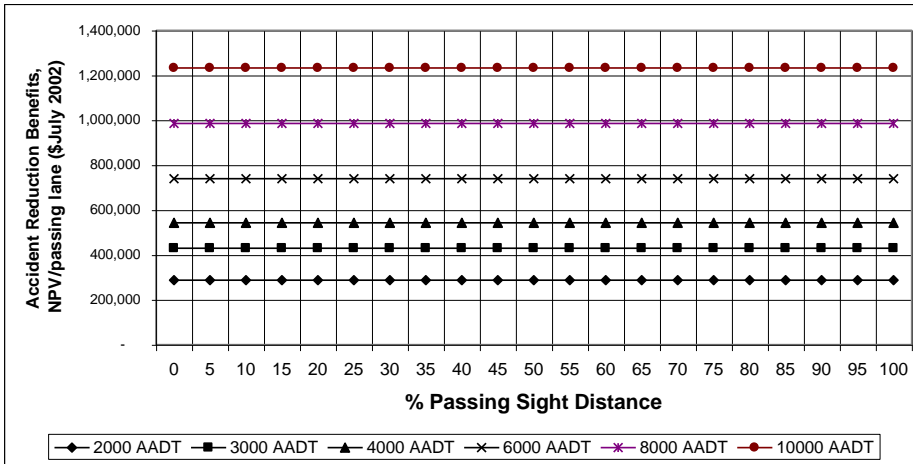 Accident Reduction Benefits,
NPV/passing lane ($July 2002)
1,400,000
1,200,000
1,000,000
800,000
600,000
400,000
200,000
-
0 5 10 15 20 25 30 35 40 45 50 55 60 65 70 75 80 85 90 95 100
% Passing Sight Distance
2000 AADT 3000 AADT 4000 AADT 6000 AADT 8000 AADT 10000 AADT